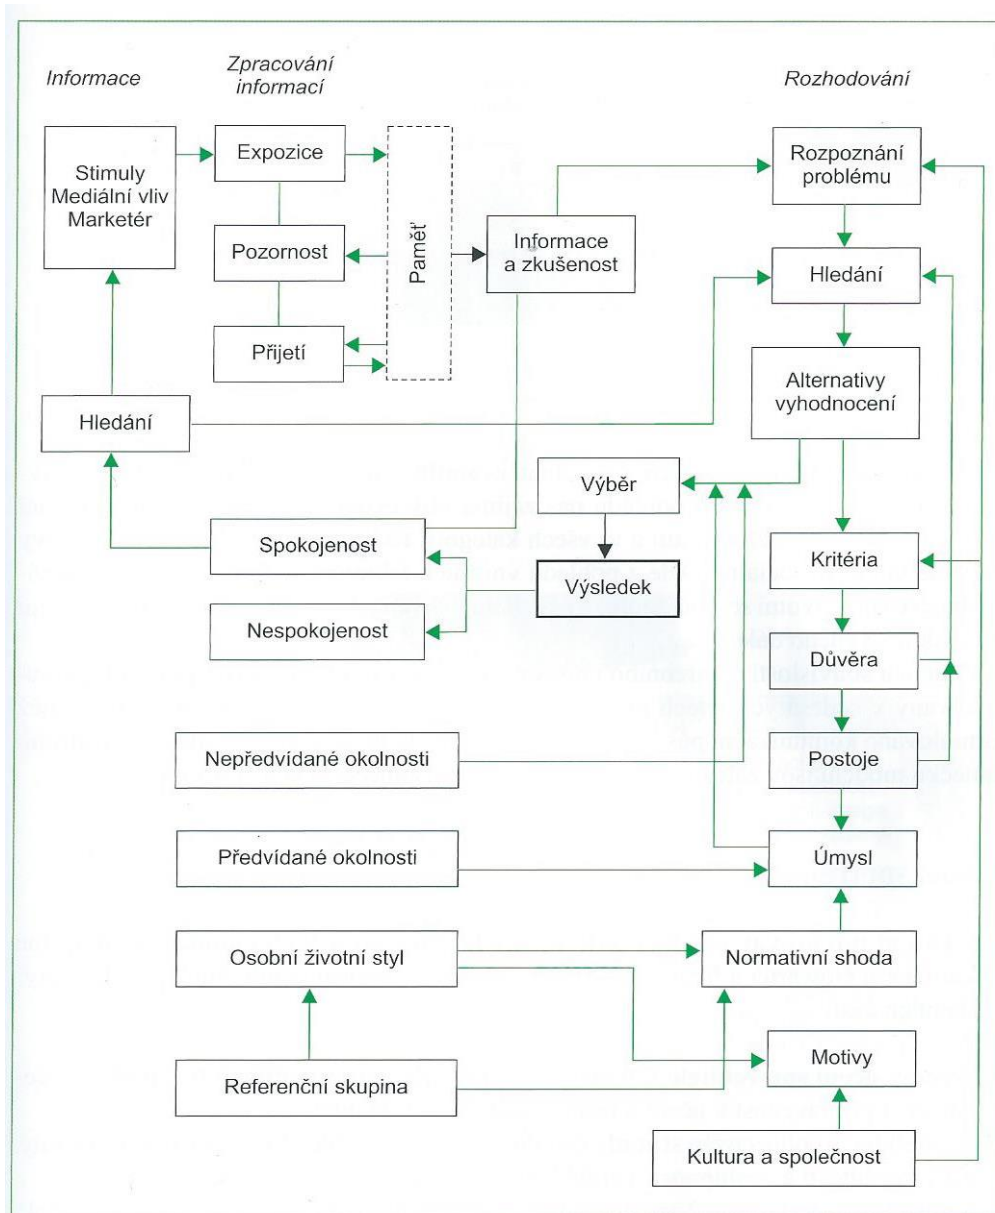 Informace
Zpracování
informací
Rozhodování
Stimuly
Mediální vliv
Marketér
Expozice
Pozornost
Přijetí
Paměť
Informace
a zkušenost
Rozpoznání
problému
Hledání
Alternativy
vyhodnocení
Hledání
Výběr
Spokojenost
Výsledek
Nespokojenost
Kritéria
Důvěra
Nepředvídané okolnosti
Postoje
Předvídané okolnosti
Úmysl
Osobní životní styl
Normativní shoda
Motivy
Referenční skupina
Kultura a společnost